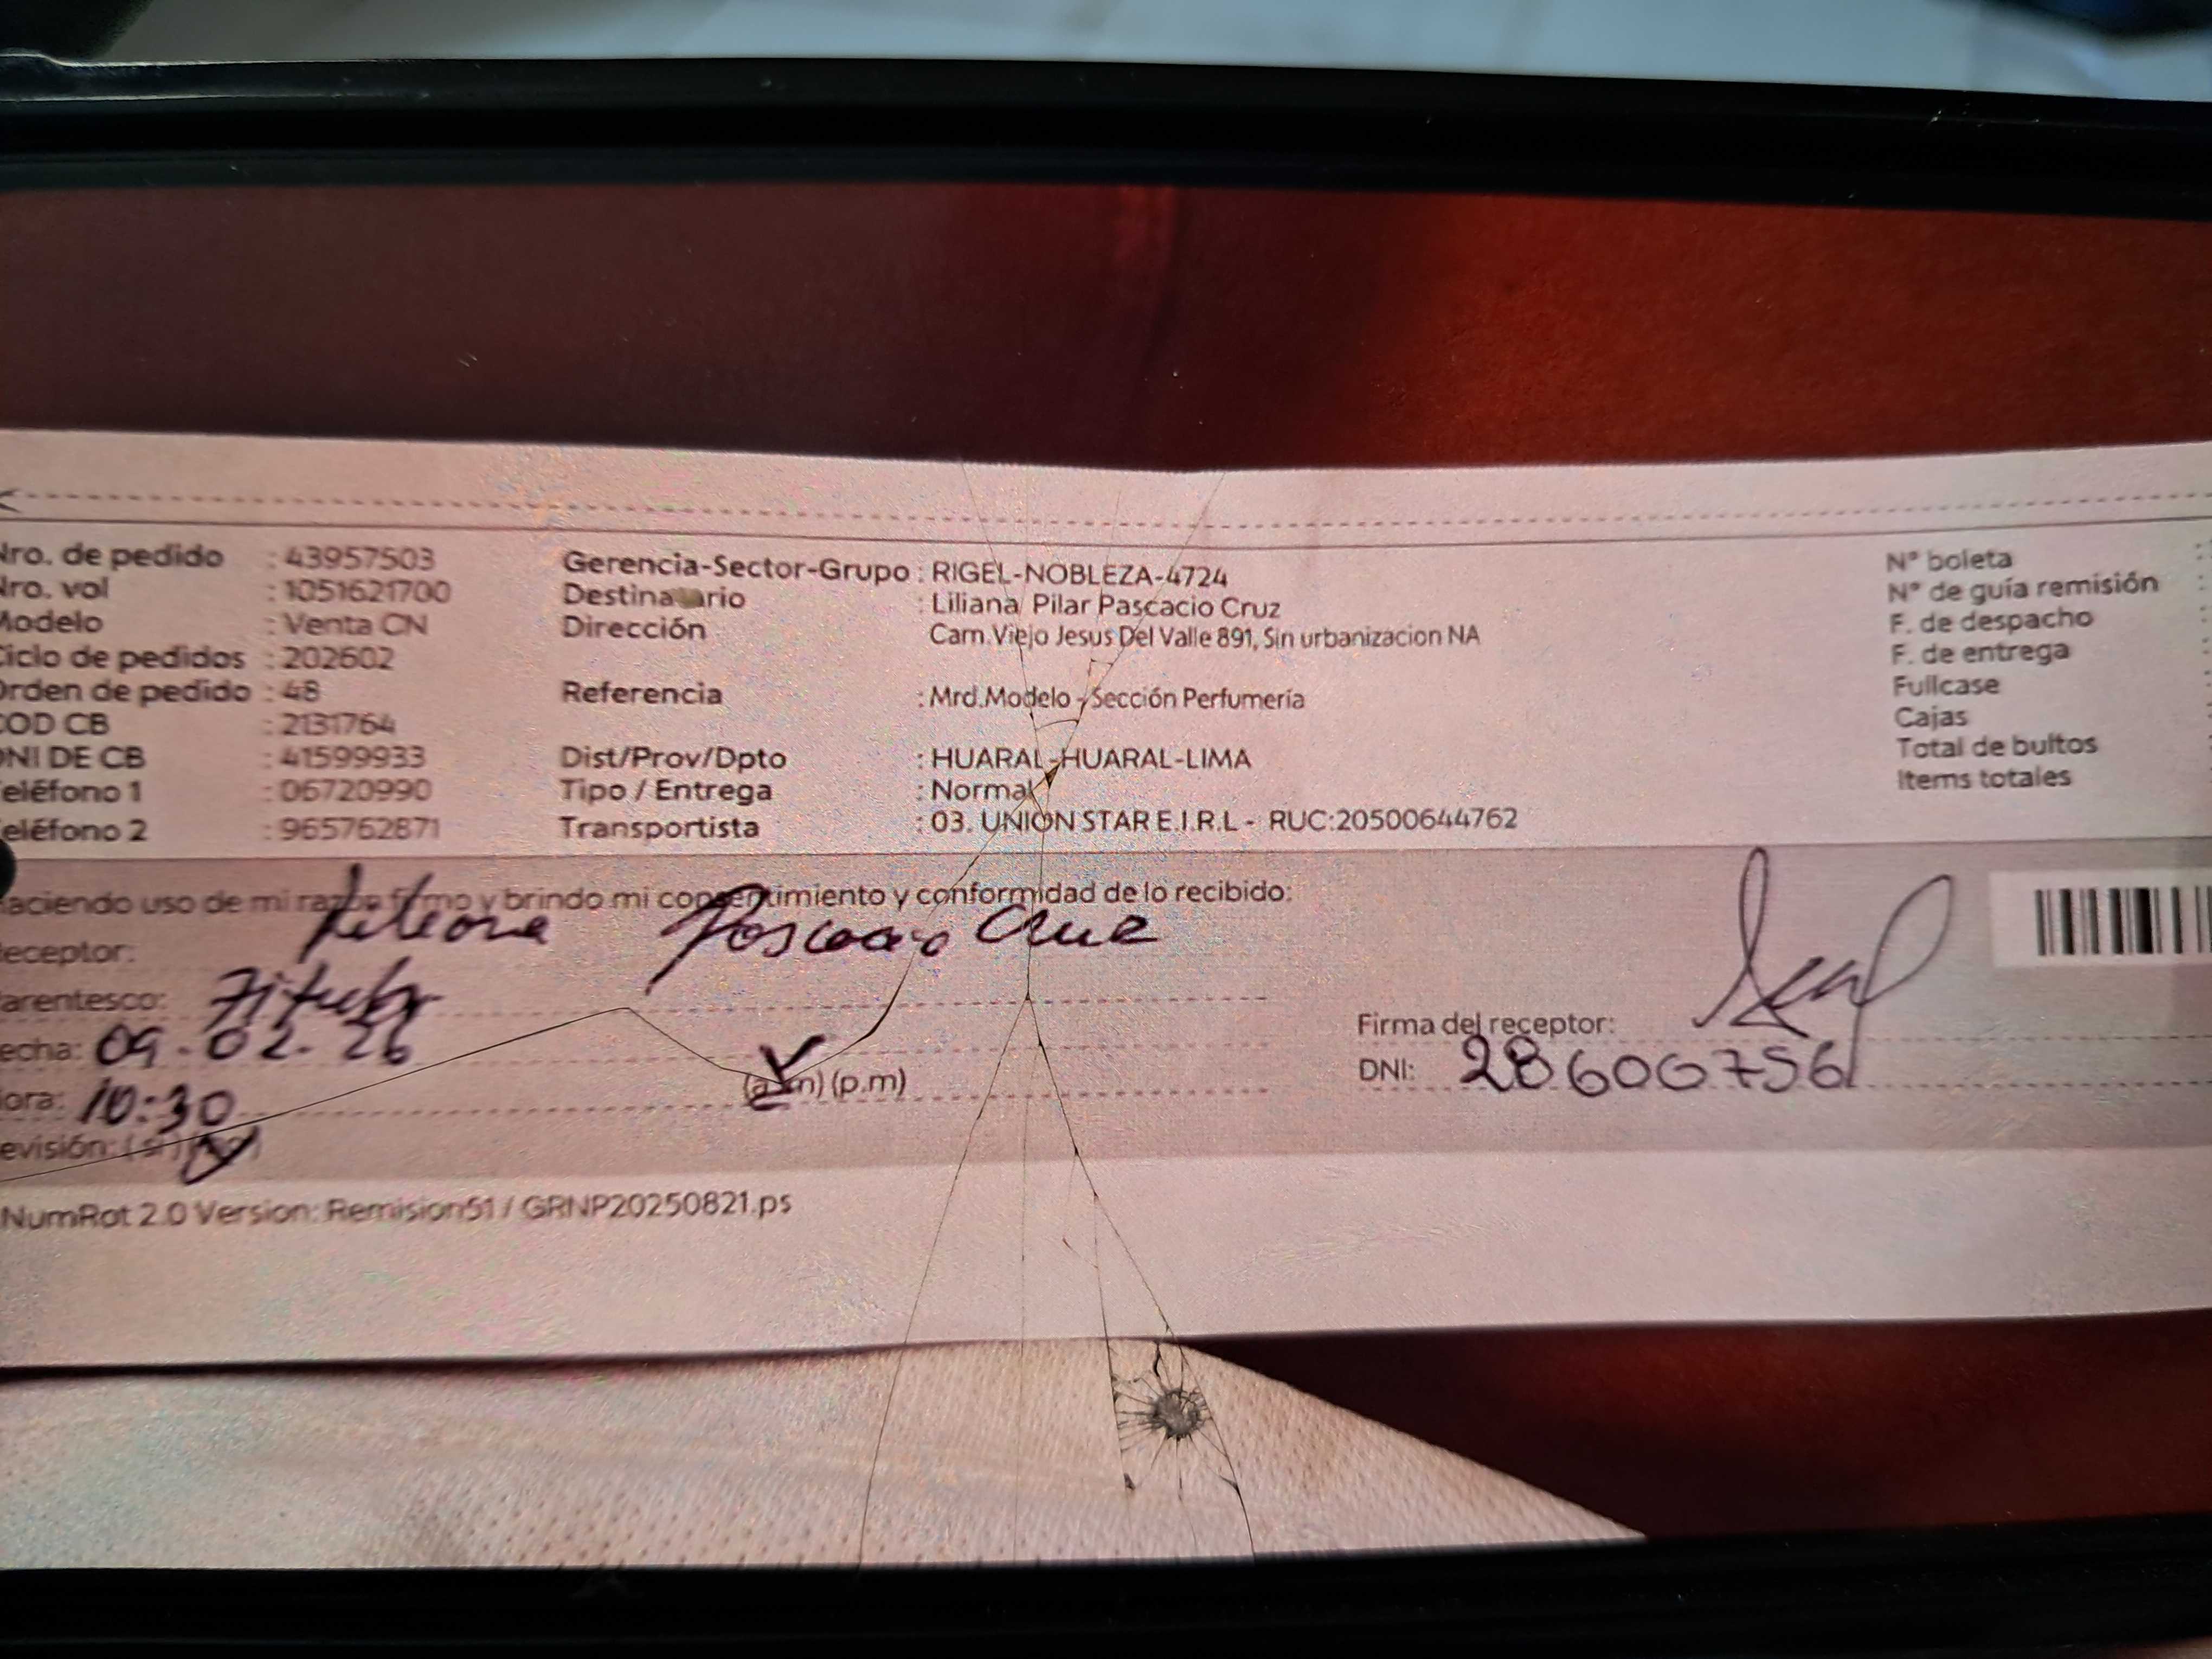 Nro. de pedido : 43957503
Nro. vol : 1051621700
Modelo : Venta CN
Ciclo de pedidos : 202602
Orden de pedido : 48
COD CB : 2131764
DNI DE CB : 41599933
Teléfono 1 : 06720990
Teléfono 2 : 965762871
Gerencia-Sector-Grupo : RIGEL-NOBLEZA-4724
Destinatario : Liliana Pilar Pascacio Cruz
Dirección Cam.Viejo Jesus Del Valle 891, Sin urbanizacion NA
Referencia : Mrd.Modelo - Sección Perfumería
Dist/Prov/Dpto : HUARAL-HUARAL-LIMA
Tipo / Entrega : Normal
Transportista : 03. UNION STAR E.I.R.L - RUC:20500644762
N° boleta :
N° de guía remisión :
F. de despacho :
F. de entrega :
Fullcase :
Cajas :
Total de bultos :
Items totales :
Haciendo uso de mi razón firmo y brindo mi consentimiento y conformidad de lo recibido:
Receptor: Liliana Pascacio Cruz
Parentesco: Titular
Fecha: 09.02.26
Hora: 10:30 (a.m) (p.m)
Revisión: (si) (no)
Firma del receptor:
DNI: 28600756
NumRot 2.0 Version: Remision51 / GRNP20250821.ps